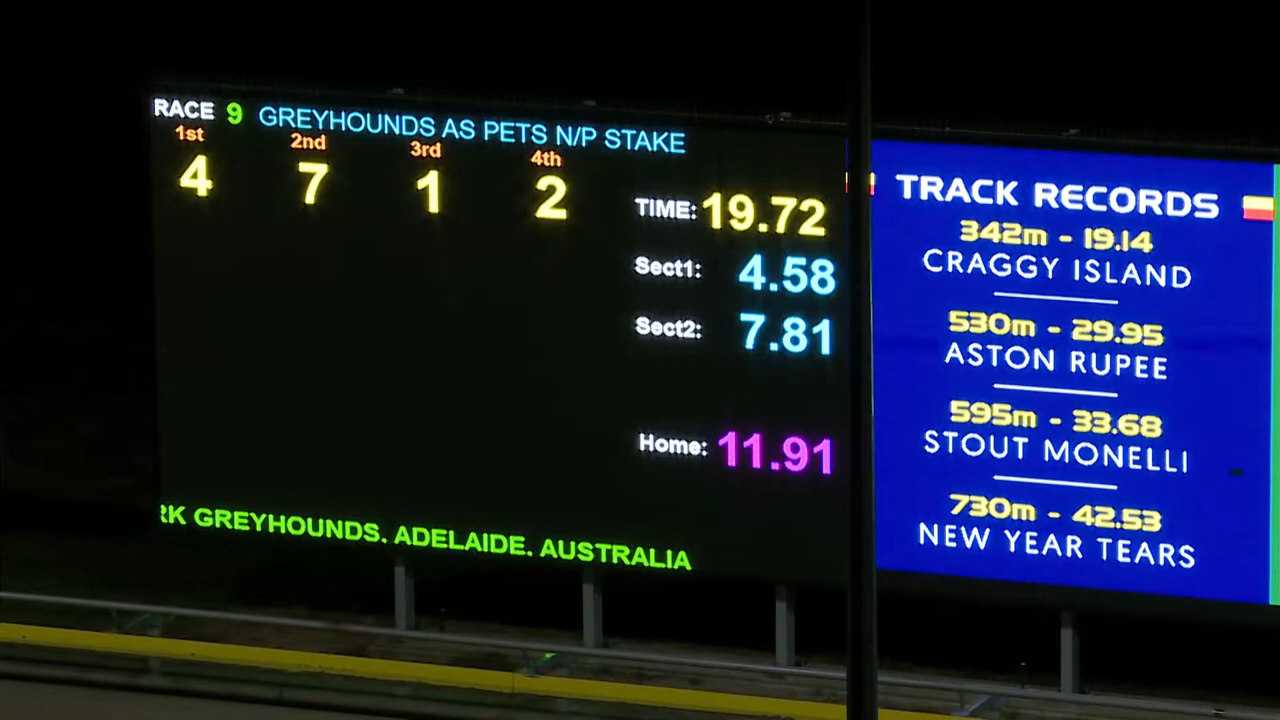 RACE 9 GREYHOUNDS AS PETS N/P STAKE
1st 2nd 3rd 4th
4 7 1 2
TIME: 19.72
Sect1: 4.58
Sect2: 7.81
Home: 11.91
RK GREYHOUNDS. ADELAIDE. AUSTRALIA
TRACK RECORDS
342m - 19.14
CRAGGY ISLAND
530m - 29.95
ASTON RUPEE
595m - 33.68
STOUT MONELLI
730m - 42.53
NEW YEAR TEARS